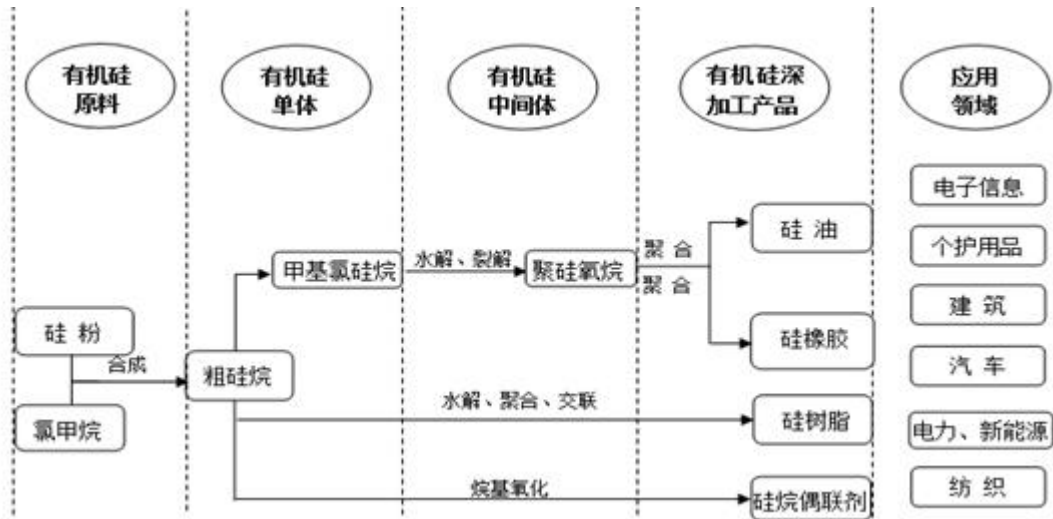 有机硅
原料
有机硅
单体
有机硅
中间体
有机硅深
加工产品
应用
领域
硅粉
氯甲烷
合成
粗硅烷
甲基氯硅烷
水解、裂解
聚硅氧烷
聚合
聚合
硅油
硅橡胶
水解、聚合、交联
硅树脂
烷基氧化
硅烷偶联剂
电子信息
个护用品
建筑
汽车
电力、新能源
纺织